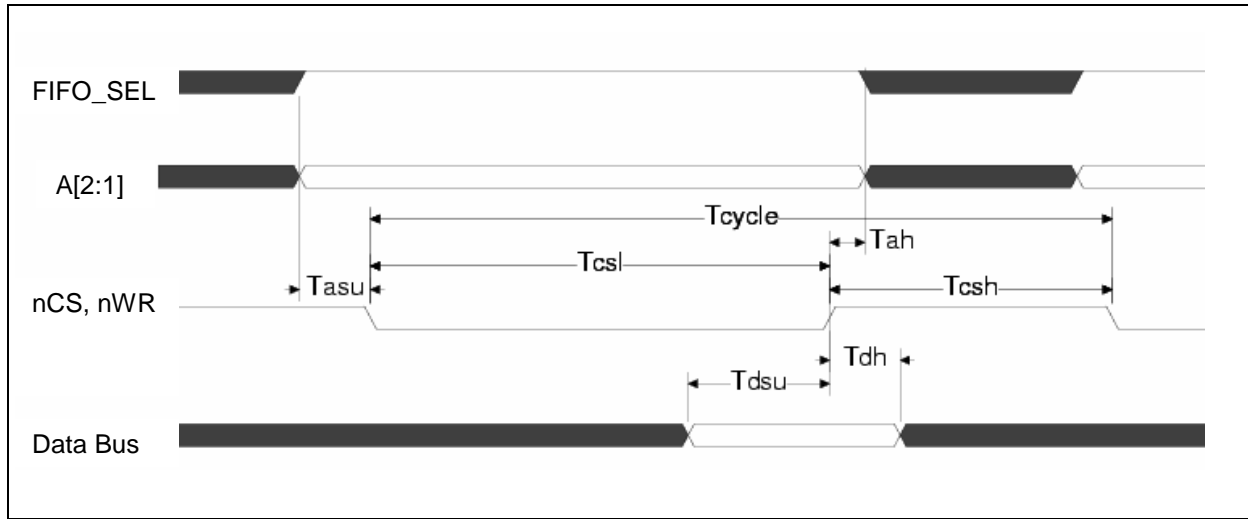 FIFO_SEL
A[2:1]
Tcycle
Tah
Tcsl
Tasu
Tcsh
nCS, nWR
Tdh
Tdsu
Data Bus